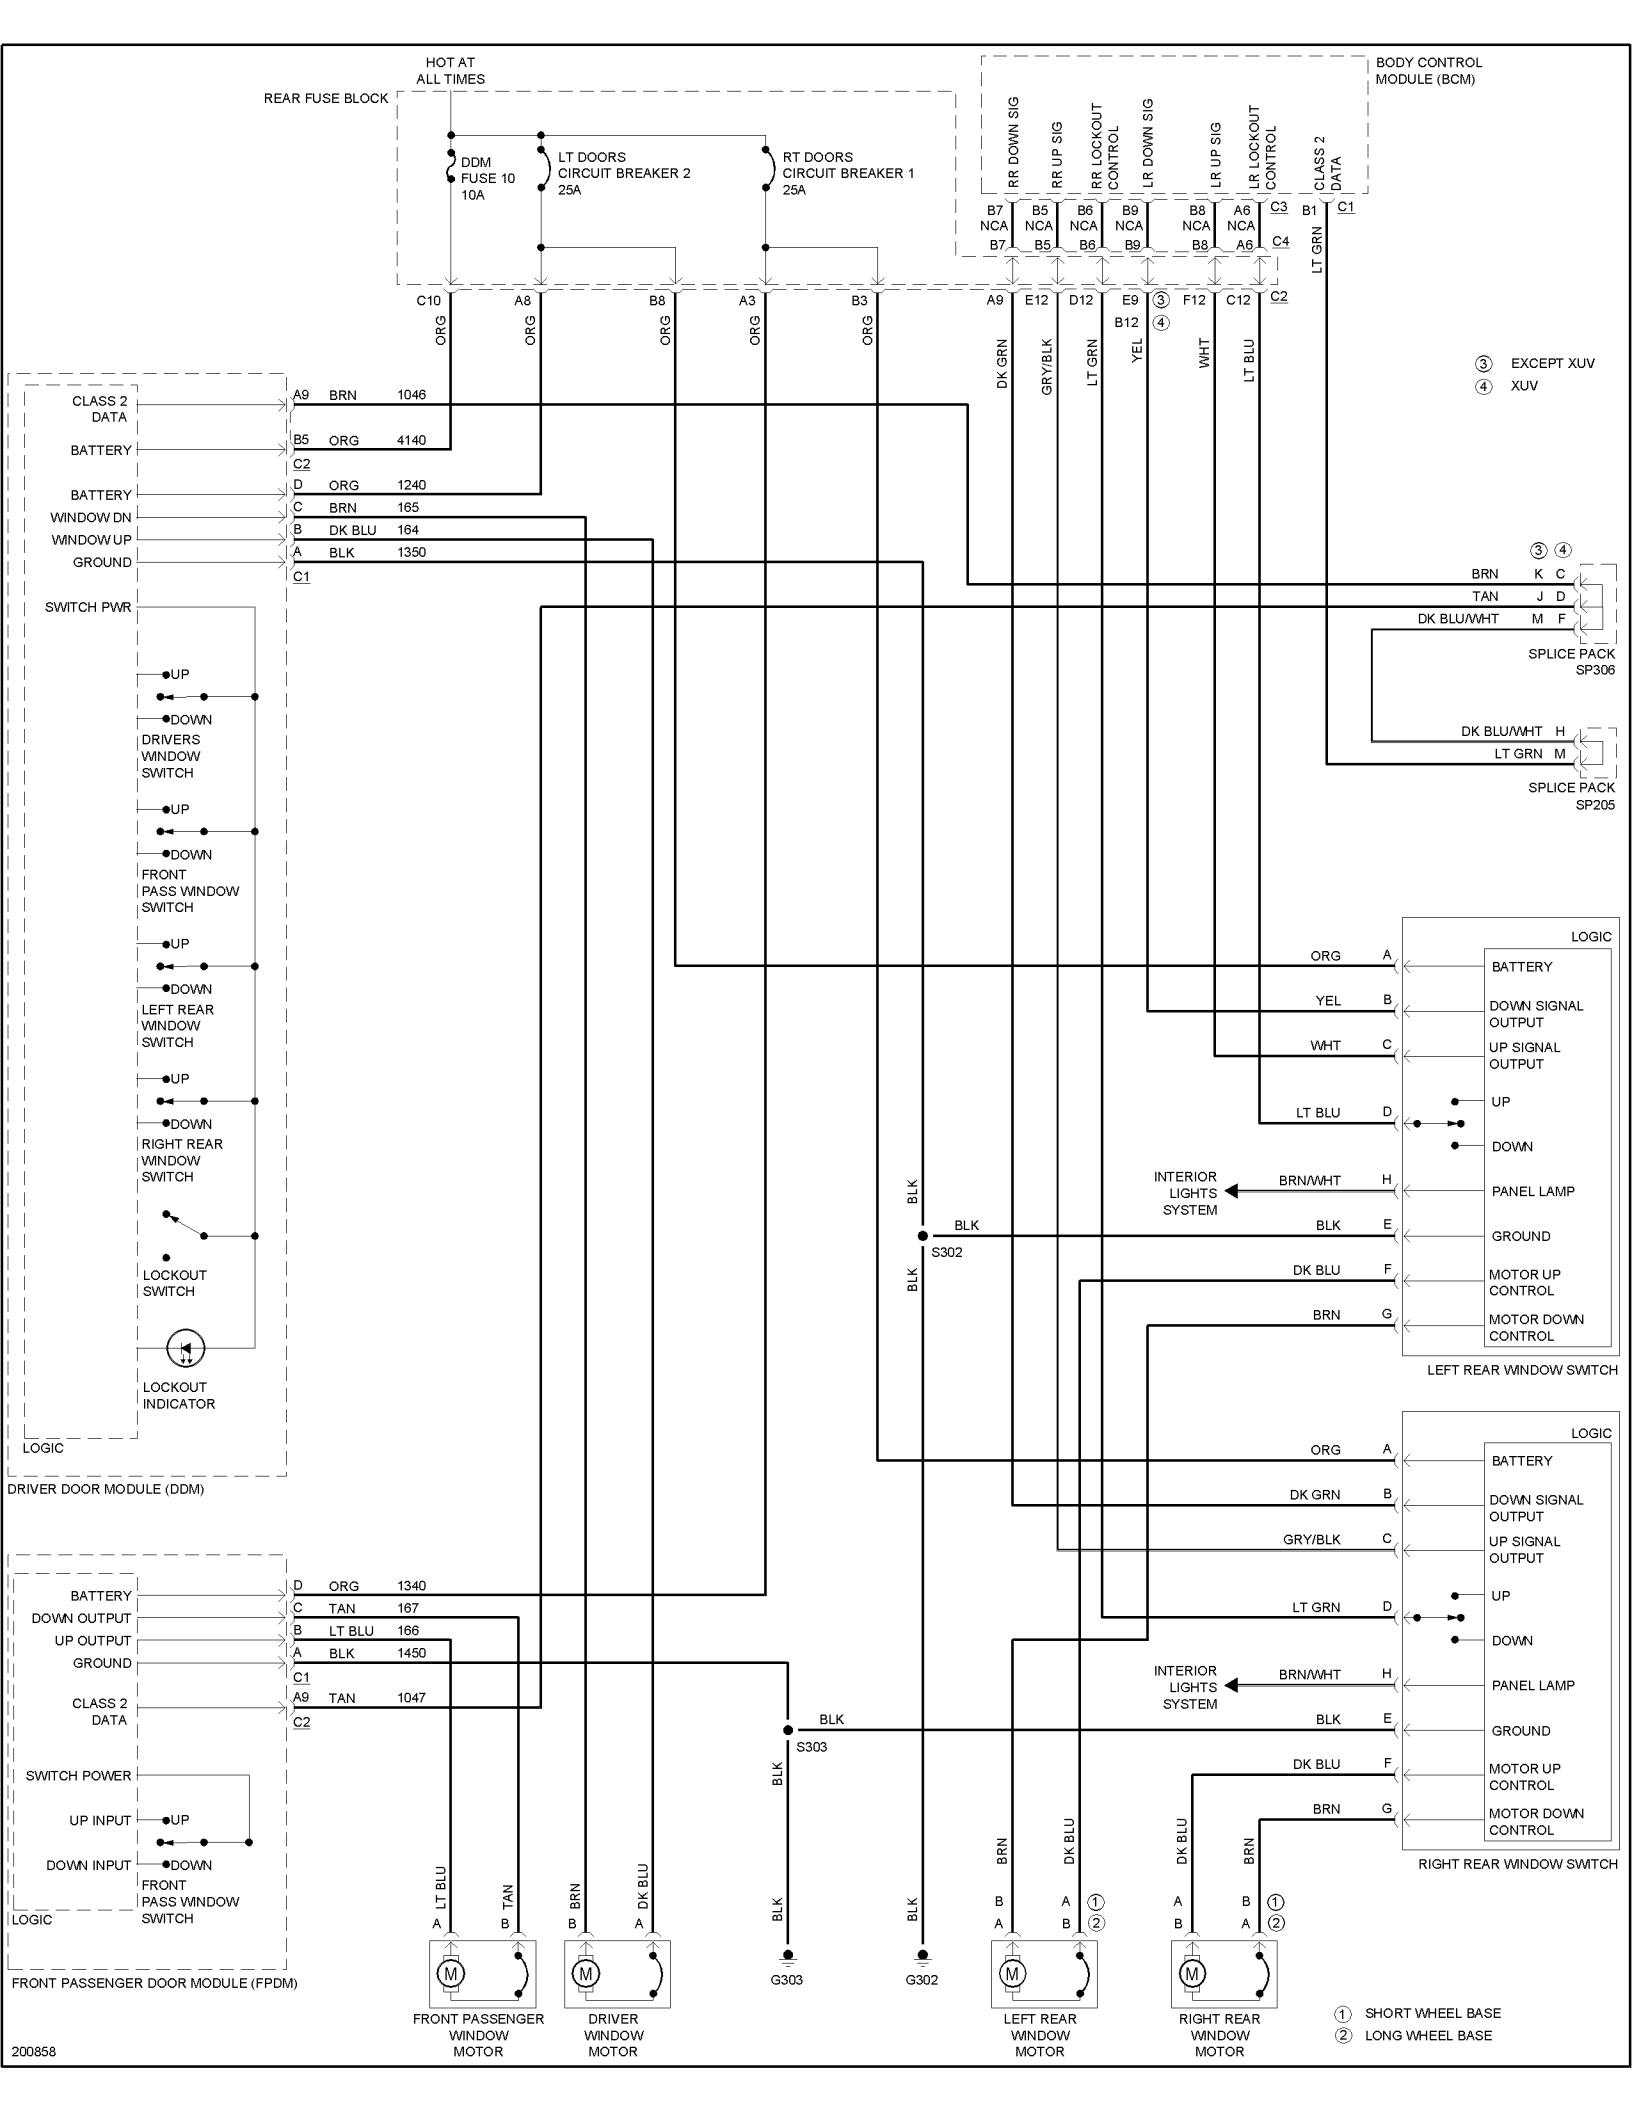 HOT AT
ALL TIMES
REAR FUSE BLOCK
DDM
FUSE 10
10A
LT DOORS
CIRCUIT BREAKER 2
25A
RT DOORS
CIRCUIT BREAKER 1
25A
BODY CONTROL
MODULE (BCM)
RR DOWN SIG
RR UP SIG
RR LOCKOUT
CONTROL
LR DOWN SIG
LR UP SIG
LR LOCKOUT
CONTROL
CLASS 2
DATA
B7 B5 B6 B9 B8 A6 C3 B1 C1
NCA NCA NCA NCA NCA NCA
B7 B5 B6 B9 B8 A6 C4
LT GRN
C10 A8 B8 A3 B3 A9 E12 D12 E9 3 F12 C12 C2
B12 4
ORG ORG ORG ORG ORG DK GRN GRY/BLK LT GRN YEL WHT LT BLU
3 EXCEPT XUV
4 XUV
CLASS 2
DATA
A9 BRN 1046
BATTERY B5 ORG 4140
C2
BATTERY D ORG 1240
WINDOW DN C BRN 165
WINDOW UP B DK BLU 164
GROUND A BLK 1350
C1
SWITCH PWR
UP
DOWN
DRIVERS
WINDOW
SWITCH
UP
DOWN
FRONT
PASS WINDOW
SWITCH
UP
DOWN
LEFT REAR
WINDOW
SWITCH
UP
DOWN
RIGHT REAR
WINDOW
SWITCH
LOCKOUT
SWITCH
LOCKOUT
INDICATOR
LOGIC
DRIVER DOOR MODULE (DDM)
3 4
BRN K C
TAN J D
DK BLU/WHT M F
SPLICE PACK
SP306
DK BLU/WHT H
LT GRN M
SPLICE PACK
SP205
LOGIC
ORG A BATTERY
YEL B DOWN SIGNAL
OUTPUT
WHT C UP SIGNAL
OUTPUT
UP
LT BLU D
DOWN
INTERIOR
LIGHTS
SYSTEM
BRN/WHT H PANEL LAMP
BLK
BLK BLK E GROUND
S302
BLK
DK BLU F MOTOR UP
CONTROL
BRN G MOTOR DOWN
CONTROL
LEFT REAR WINDOW SWITCH
LOGIC
ORG A BATTERY
DK GRN B DOWN SIGNAL
OUTPUT
GRY/BLK C UP SIGNAL
OUTPUT
UP
LT GRN D
DOWN
INTERIOR
LIGHTS
SYSTEM
BRN/WHT H PANEL LAMP
BLK BLK E GROUND
S303
BLK
DK BLU F MOTOR UP
CONTROL
BRN G MOTOR DOWN
CONTROL
RIGHT REAR WINDOW SWITCH
BATTERY D ORG 1340
DOWN OUTPUT C TAN 167
UP OUTPUT B LT BLU 166
GROUND A BLK 1450
C1
CLASS 2
DATA
A9 TAN 1047
C2
SWITCH POWER
UP INPUT UP
DOWN INPUT DOWN
FRONT
PASS WINDOW
SWITCH
LOGIC
FRONT PASSENGER DOOR MODULE (FPDM)
LT BLU TAN BRN DK BLU BLK BLK BRN DK BLU DK BLU BRN
B A 1 A B 1
A B B A A B 2 B A 2
M M M M
G303 G302
FRONT PASSENGER
WINDOW
MOTOR
DRIVER
WINDOW
MOTOR
LEFT REAR
WINDOW
MOTOR
RIGHT REAR
WINDOW
MOTOR
1 SHORT WHEEL BASE
2 LONG WHEEL BASE
200858